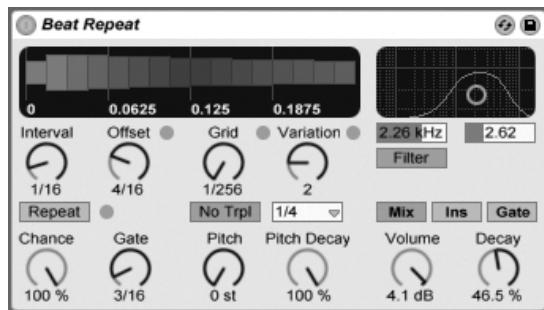 Beat Repeat
0 0.0625 0.125 0.1875
2.26 kHz 2.62
Interval Offset Grid Variation
Filter
1/16 4/16 1/256 2
Repeat No Trpl 1/4 Mix Ins Gate
Chance Gate Pitch Pitch Decay Volume Decay
100 % 3/16 0 st 100 % 4.1 dB 46.5 %